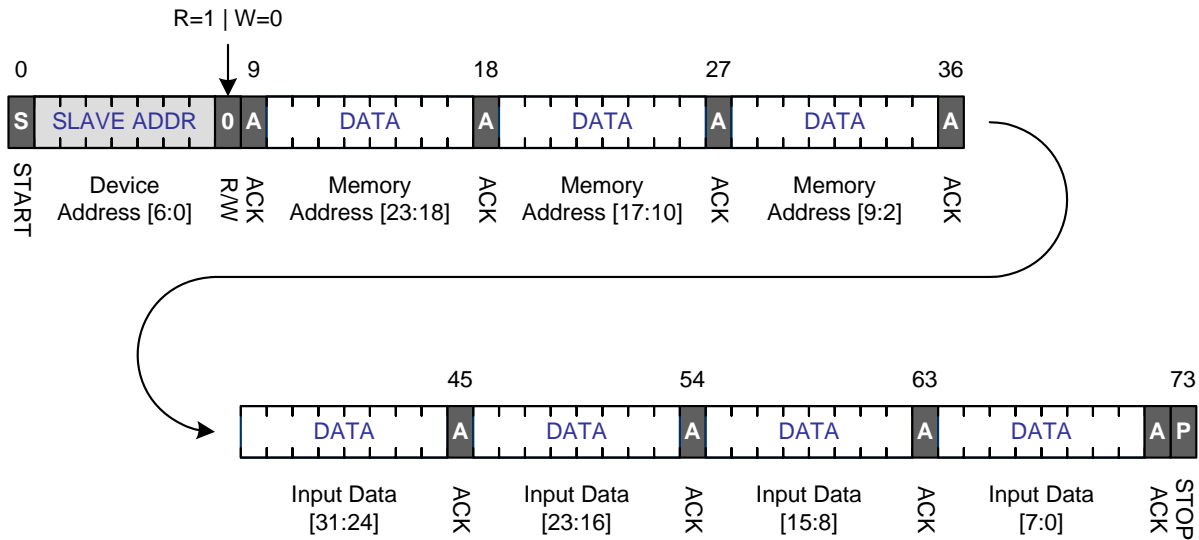 R=1 | W=0
0 9 18 27 36
S SLAVE ADDR 0 A DATA A DATA A DATA A
START Device Address [6:0] R/W ACK Memory Address [23:18] ACK Memory Address [17:10] ACK Memory Address [9:2] ACK
45 54 63 73
DATA A DATA A DATA A DATA A P
Input Data [31:24] ACK Input Data [23:16] ACK Input Data [15:8] ACK Input Data [7:0] ACK STOP